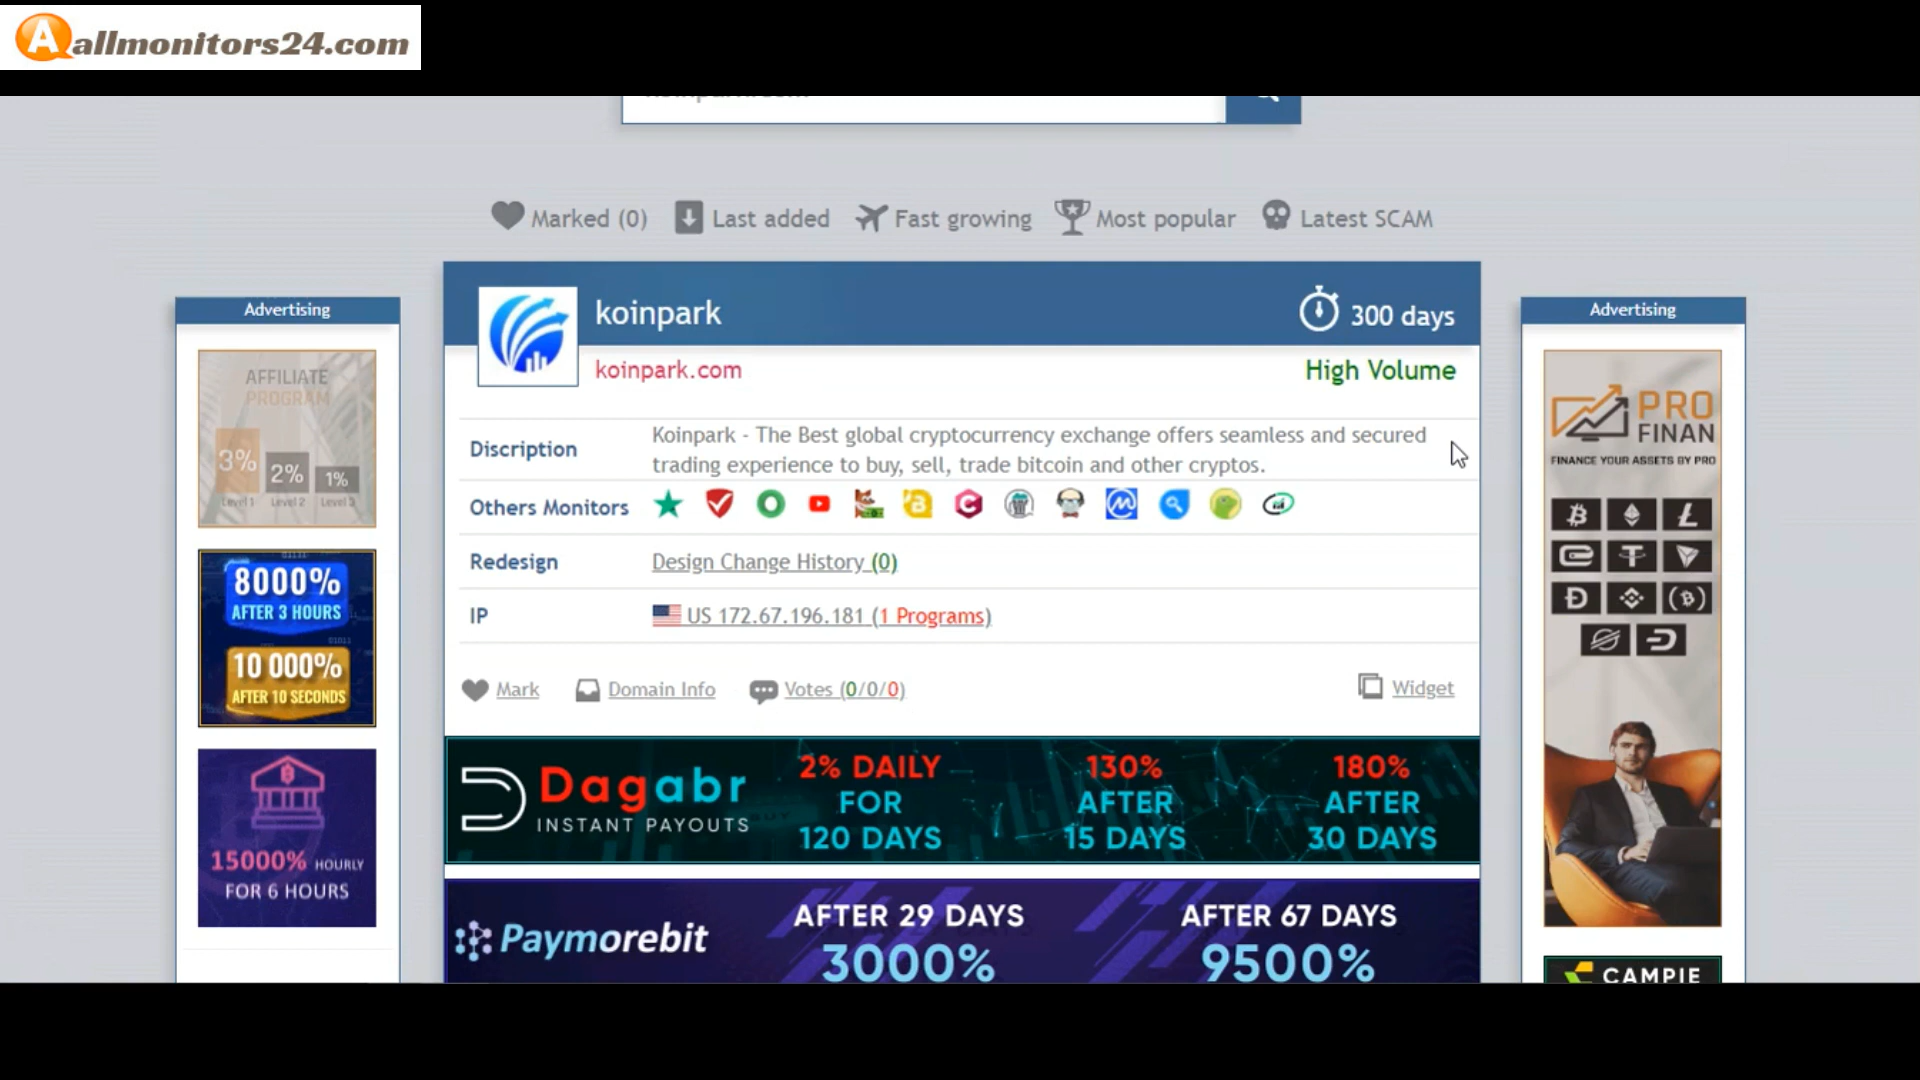 allmonitors24.com
Marked (0)
Last added
Fast growing
Most popular
Latest SCAM
Advertising
AFFILIATE
PROGRAM
3%
2%
1%
Level 1
Level 2
Level 3
8000%
AFTER 3 HOURS
10 000%
AFTER 10 SECONDS
15000% HOURLY
FOR 6 HOURS
koinpark
300 days
koinpark.com
High Volume
Discription
Koinpark - The Best global cryptocurrency exchange offers seamless and secured
trading experience to buy, sell, trade bitcoin and other cryptos.
Others Monitors
Redesign
Design Change History (0)
IP
US 172.67.196.181 (1 Programs)
Mark
Domain Info
Votes (0/0/0)
Widget
Dagabr
INSTANT PAYOUTS
2% DAILY
FOR
120 DAYS
130%
AFTER
15 DAYS
180%
AFTER
30 DAYS
Paymorebit
AFTER 29 DAYS
3000%
AFTER 67 DAYS
9500%
Advertising
PRO
FINAN
FINANCE YOUR ASSETS BY PRO
CAMPIE